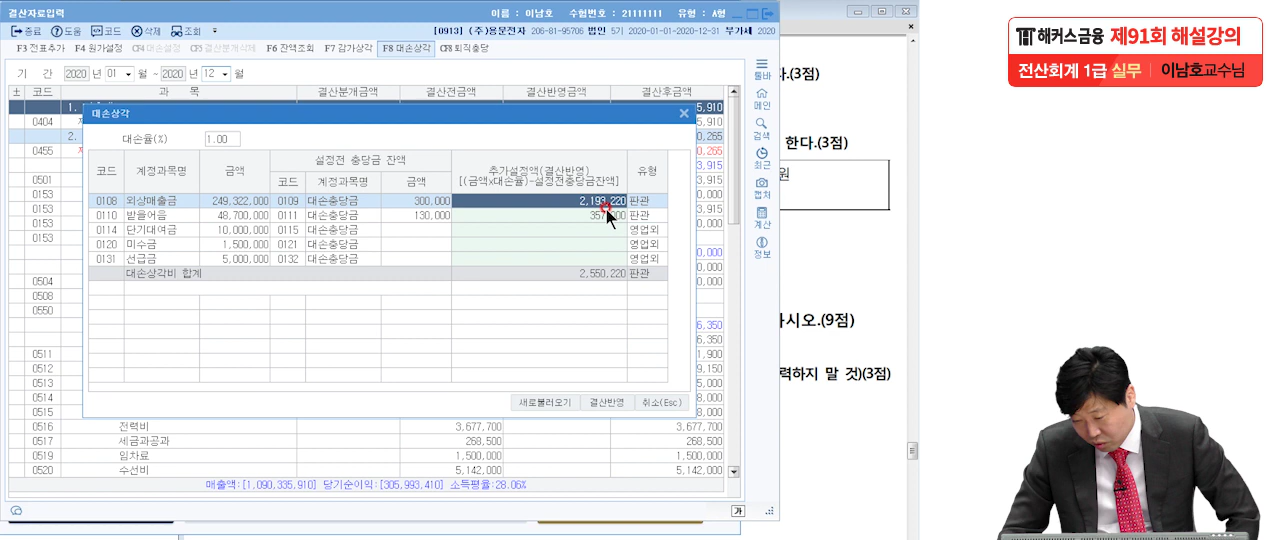 결산자료입력
이름 : 이남호 수험번호 : 21111111 유형 : A형
종료 도움 코드 삭제 조회
[0913] (주)용문전자 206-81-95706 법인 5기 2020-01-01~2020-12-31 부가세 2020
F3 전표추가 F4 원가설정 CF4 대손설정 CF5 결산분개삭제 F6 잔액조회 F7 감가상각 F8 대손상각 CF8 퇴직충당
기 간 2020 년 01 월 ~ 2020 년 12 월
± 코드 과 목 결산분개금액 결산전금액 결산반영금액 결산후금액
1.
5,910
0404 5,910
2. 0,265
0455 0,265
3,915
0501
0153
0153
0153
0153
0504
0508
0550
6,350
0511 1,900
0512 9,150
0513 5,000
0514
0515
0516 전력비 3,677,700 3,677,700
0517 세금과공과 268,500 268,500
0519 임차료 1,500,000 1,500,000
0520 수선비 5,142,000 5,142,000
매출액:[1,090,335,910] 당기순이익:[305,993,410] 소득평율:28.06%
가
대손상각
대손율(%) 1.00
코드 계정과목명 금액 설정전 충당금 잔액 추가설정액(결산반영) 유형
코드 계정과목명 금액 [(금액x대손율)-설정전충당금잔액]
0108 외상매출금 249,322,000 0109 대손충당금 300,000 2,193,220 판관
0110 받을어음 48,700,000 0111 대손충당금 130,000 판관
0114 단기대여금 10,000,000 0115 대손충당금 영업외
0120 미수금 1,500,000 0121 대손충당금 영업외
0131 선급금 5,000,000 0132 대손충당금 영업외
대손상각비 합계 2,550,220 판관
새로불러오기 결산반영 취소(Esc)
툴바
메인
검색
최근
캡처
계산
정보
다.(3점)
한다.(3점)
원
시오.(9점)
력하지 말 것)(3점)
해커스금융 제91회 해설강의
전산회계 1급 실무 이남호교수님